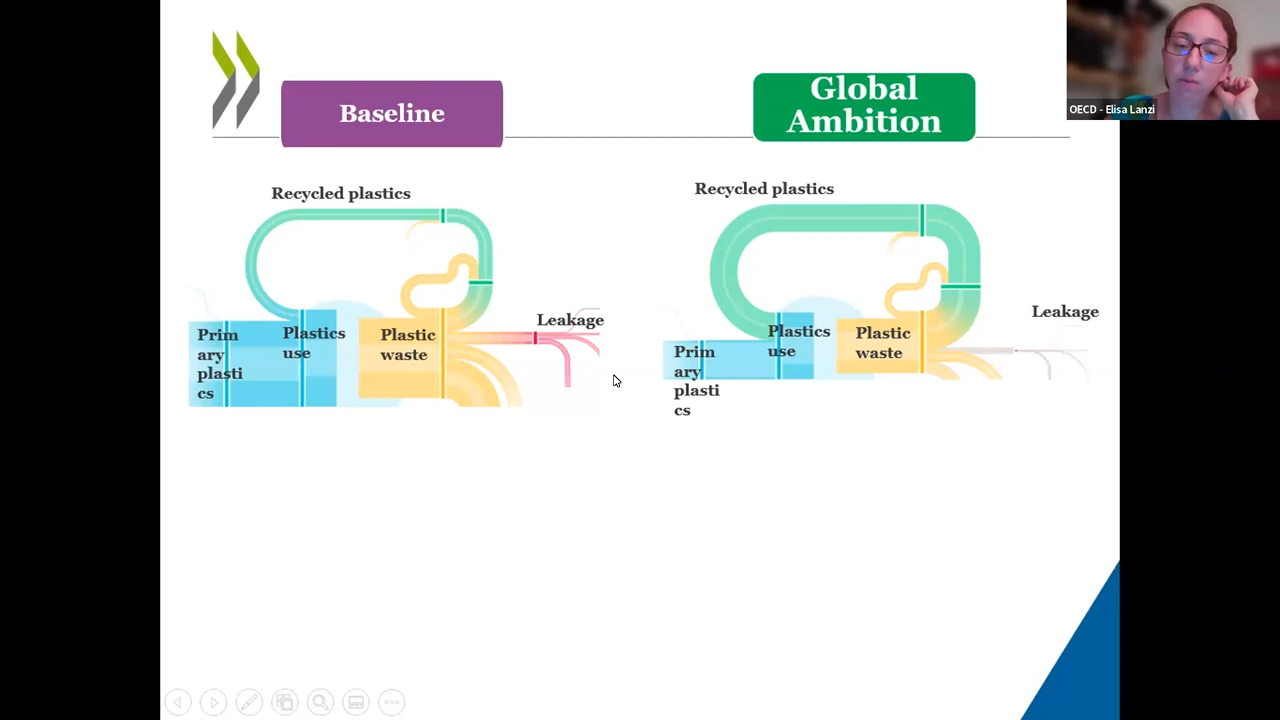 Baseline
Global
Ambition
OECD - Elisa Lanzi
Recycled plastics
Prim
ary
plasti
cs
Plastics
use
Plastic
waste
Leakage
Recycled plastics
Prim
ary
plasti
cs
Plastics
use
Plastic
waste
Leakage